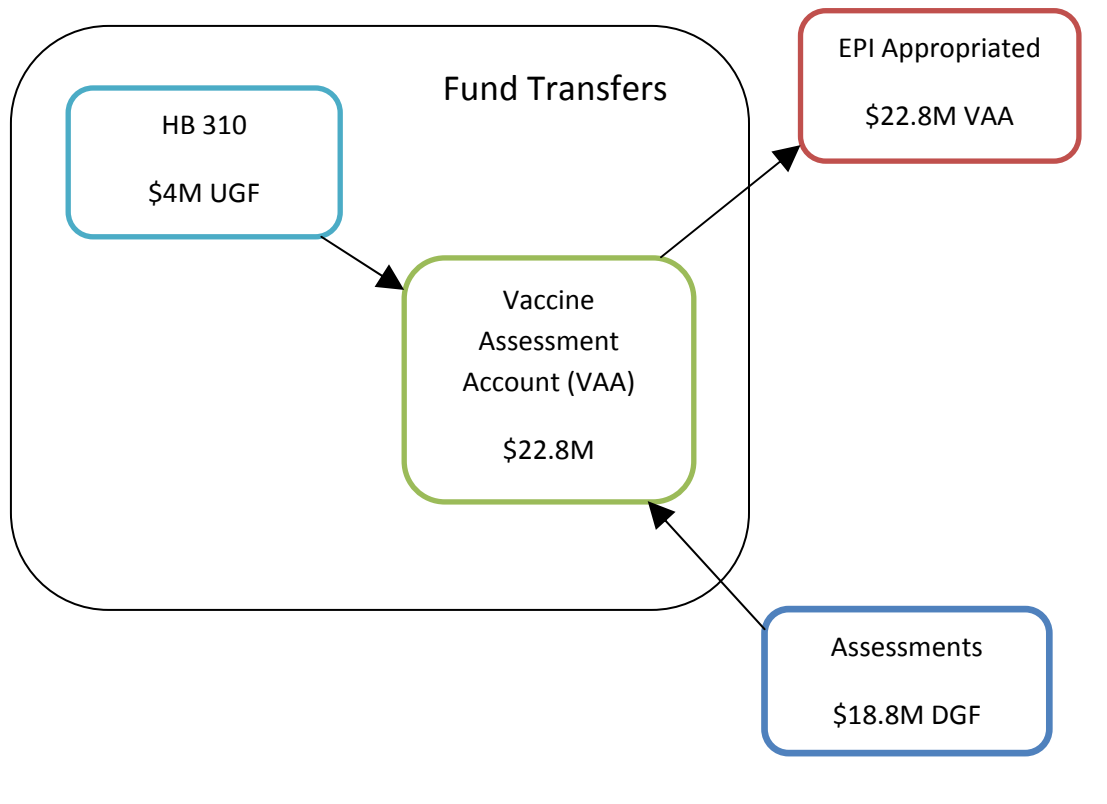 Fund Transfers
HB 310
$4M UGF
EPI Appropriated
$22.8M VAA
Vaccine
Assessment
Account (VAA)
$22.8M
Assessments
$18.8M DGF